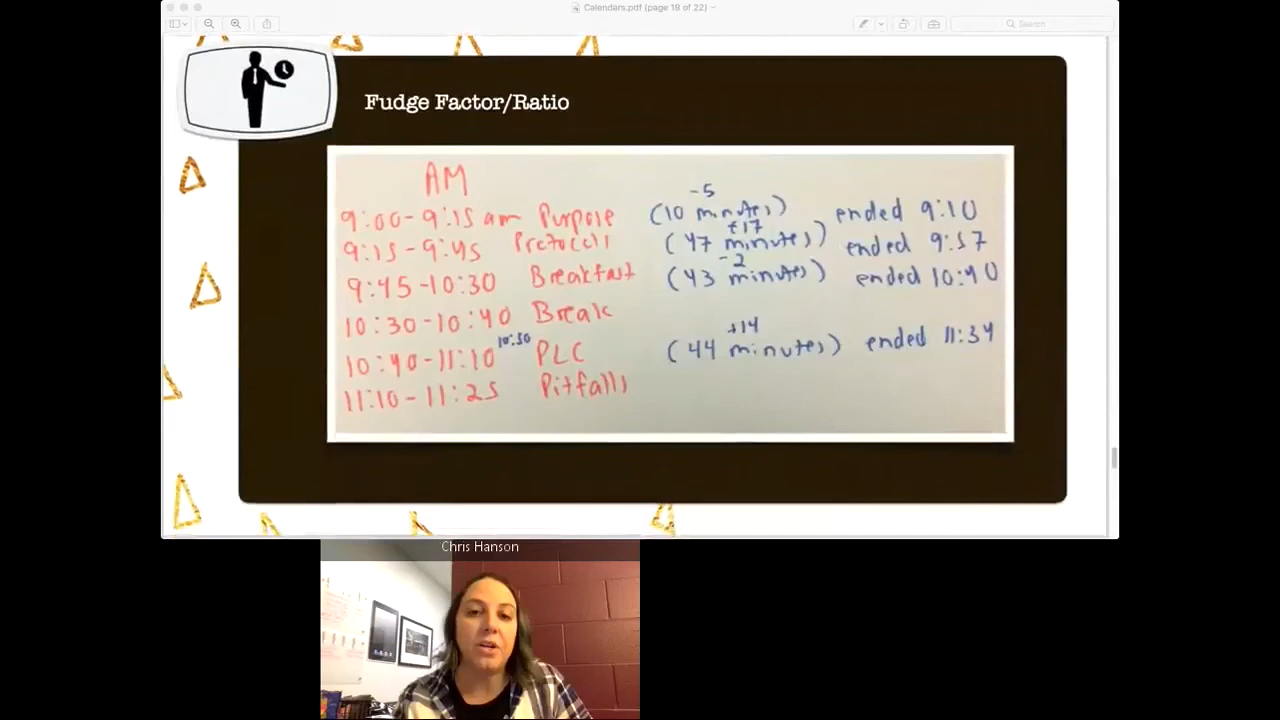 Calendars.pdf (page 19 of 22)
Search
Fudge Factor/Ratio
AM
-5
9:00-9:15 am Purpose (10 minutes) ended 9:10
+17
9:15-9:45 Protocols (47 minutes) ended 9:57
-2
9:45-10:30 Breakfast (43 minutes) ended 10:40
10:30-10:40 Break
10:50 +14
10:40-11:10 PLC (44 minutes) ended 11:34
11:10-11:25 Pitfalls
Chris Hanson